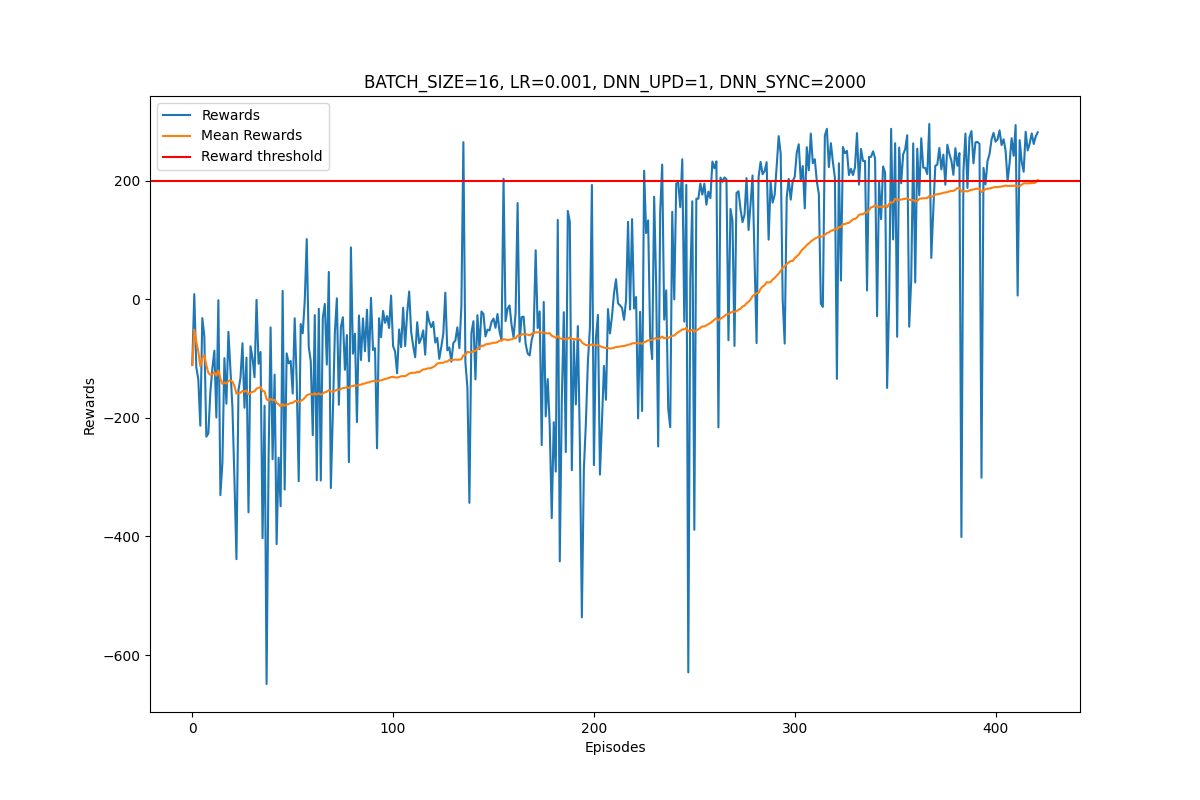 BATCH_SIZE=16, LR=0.001, DNN_UPD=1, DNN_SYNC=2000
Rewards
Mean Rewards
Reward threshold
200
0
−200
−400
−600
Rewards
0
100
200
300
400
Episodes